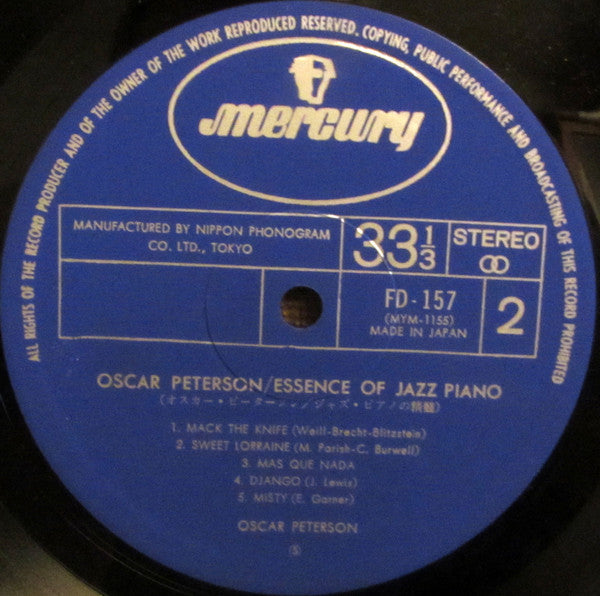 ALL RIGHTS OF THE RECORD PRODUCER AND OF THE OWNER OF THE WORK REPRODUCED RESERVED. COPYING, PUBLIC PERFORMANCE AND BROADCASTING OF THIS RECORD PROHIBITED
mercury
MANUFACTURED BY NIPPON PHONOGRAM
CO. LTD., TOKYO
33 1/3
STEREO
FD-157
(MYM-1155)
MADE IN JAPAN
2
OSCAR PETERSON/ESSENCE OF JAZZ PIANO
(オスカー・ピーターソン/ジャズ・ピアノの精髄)
1. MACK THE KNIFE (Weill-Brecht-Blitzstein)
2. SWEET LORRAINE (M. Parish-C. Burwell)
3. MAS QUE NADA
4. DJANGO (J. Lewis)
5. MISTY (E. Garner)
OSCAR PETERSON
Ⓢ